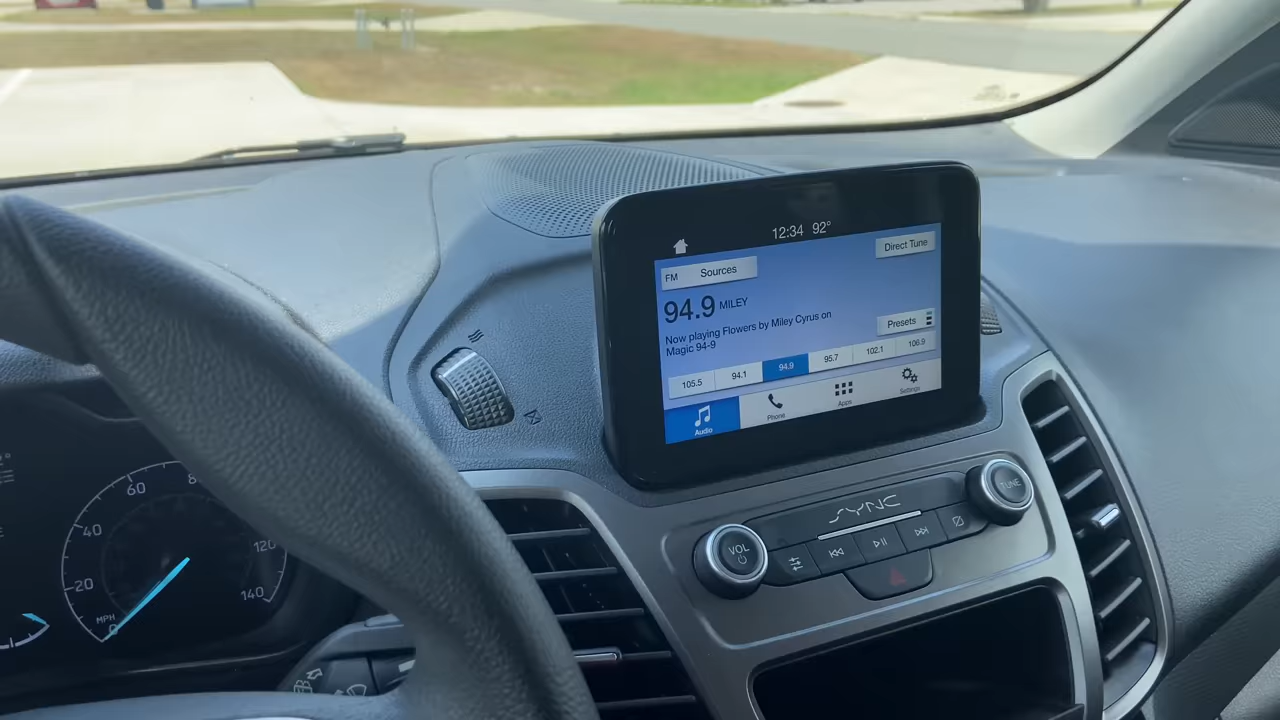 12:34 92°
Direct Tune
FM Sources
94.9 MILEY
Now playing Flowers by Miley Cyrus on
Magic 94-9
Presets
105.5 94.1 94.9 95.7 102.1 106.9
Audio Phone Apps Settings
SYNC
VOL
TUNE
0 20 40 60 120 140
MPH